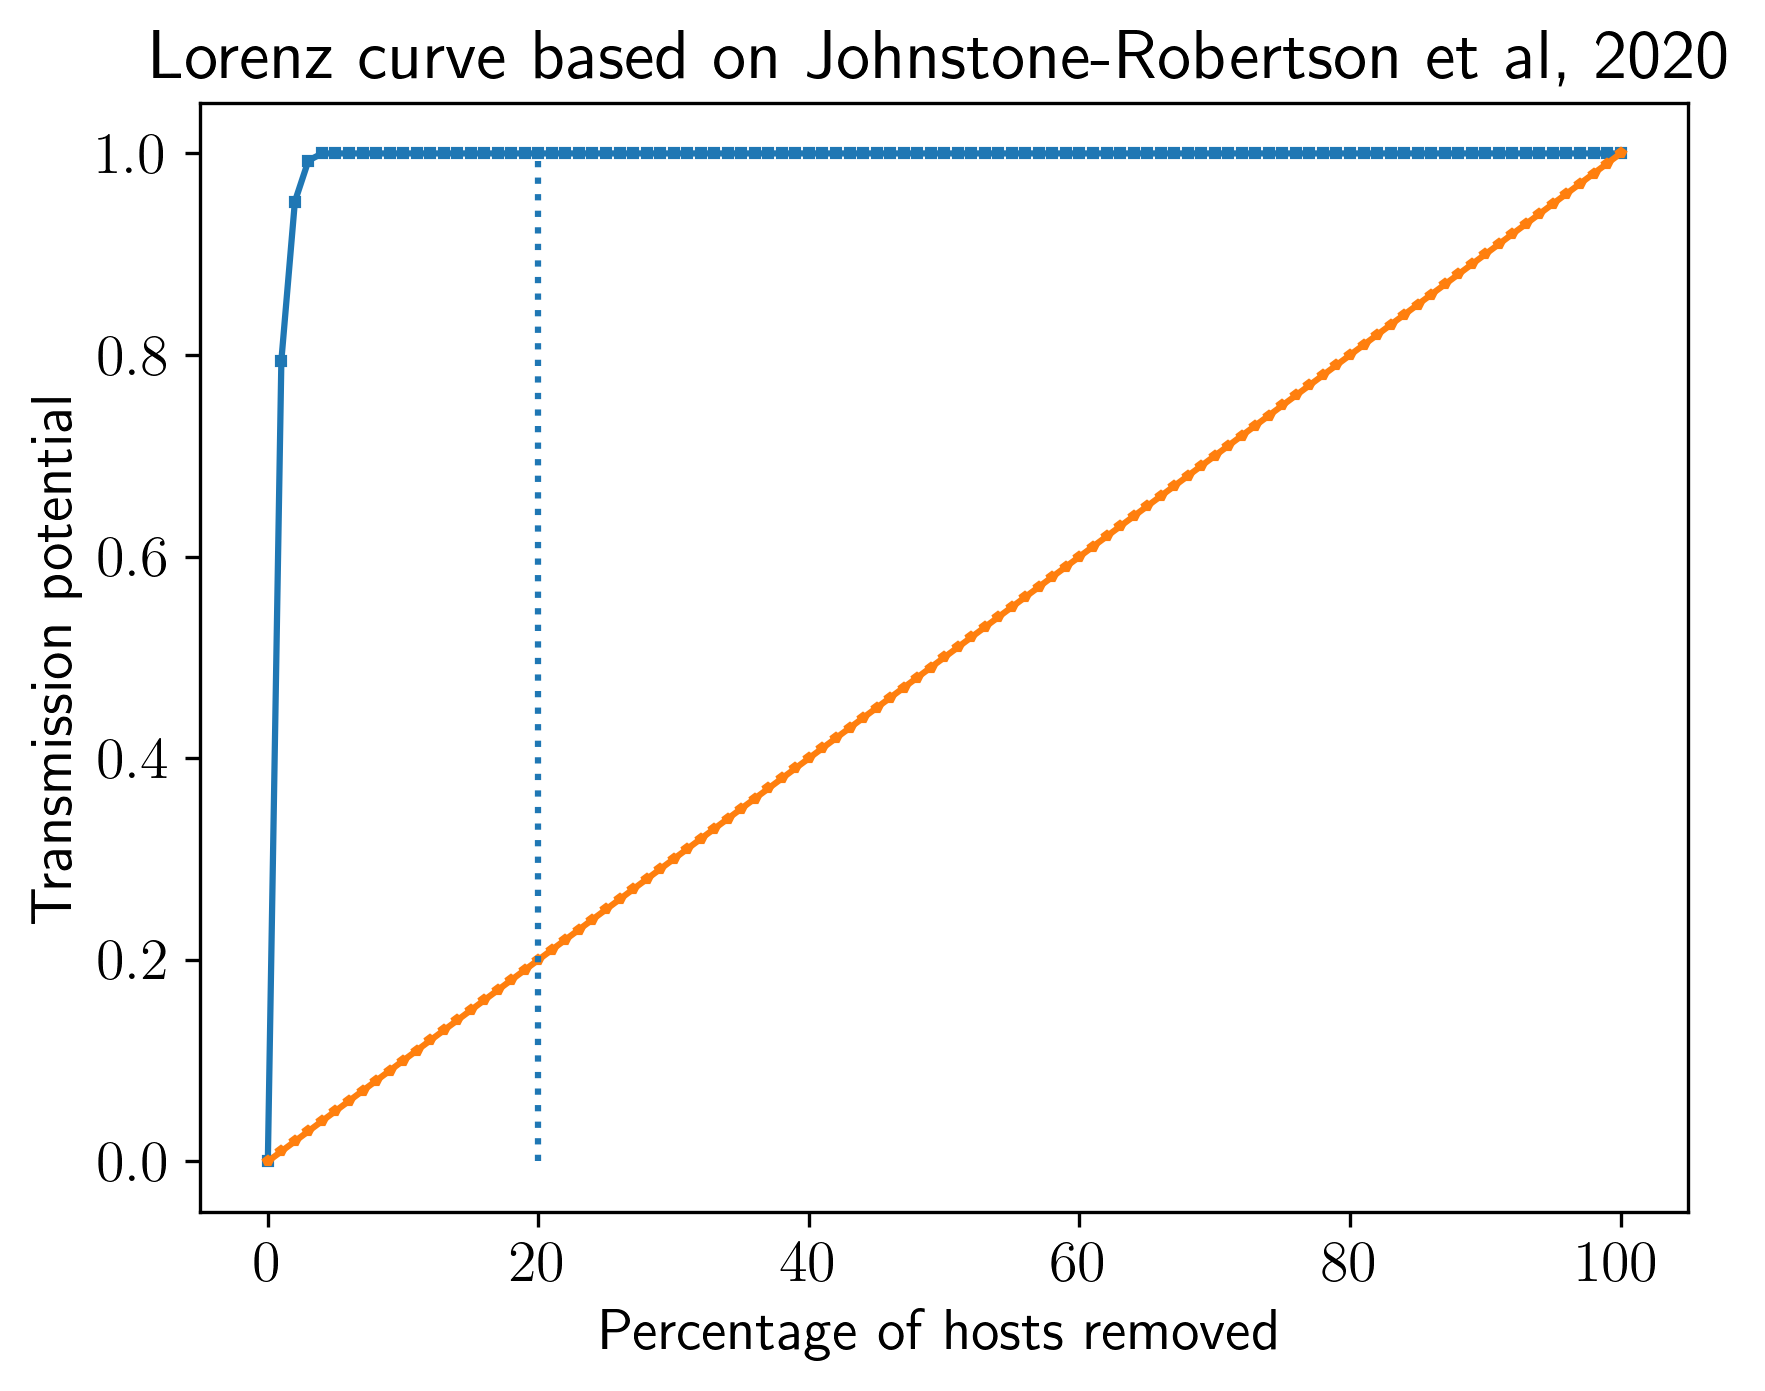 Lorenz curve based on Johnstone-Robertson et al, 2020
1.0
0.8
0.6
0.4
0.2
0.0
Transmission potential
0 20 40 60 80 100
Percentage of hosts removed